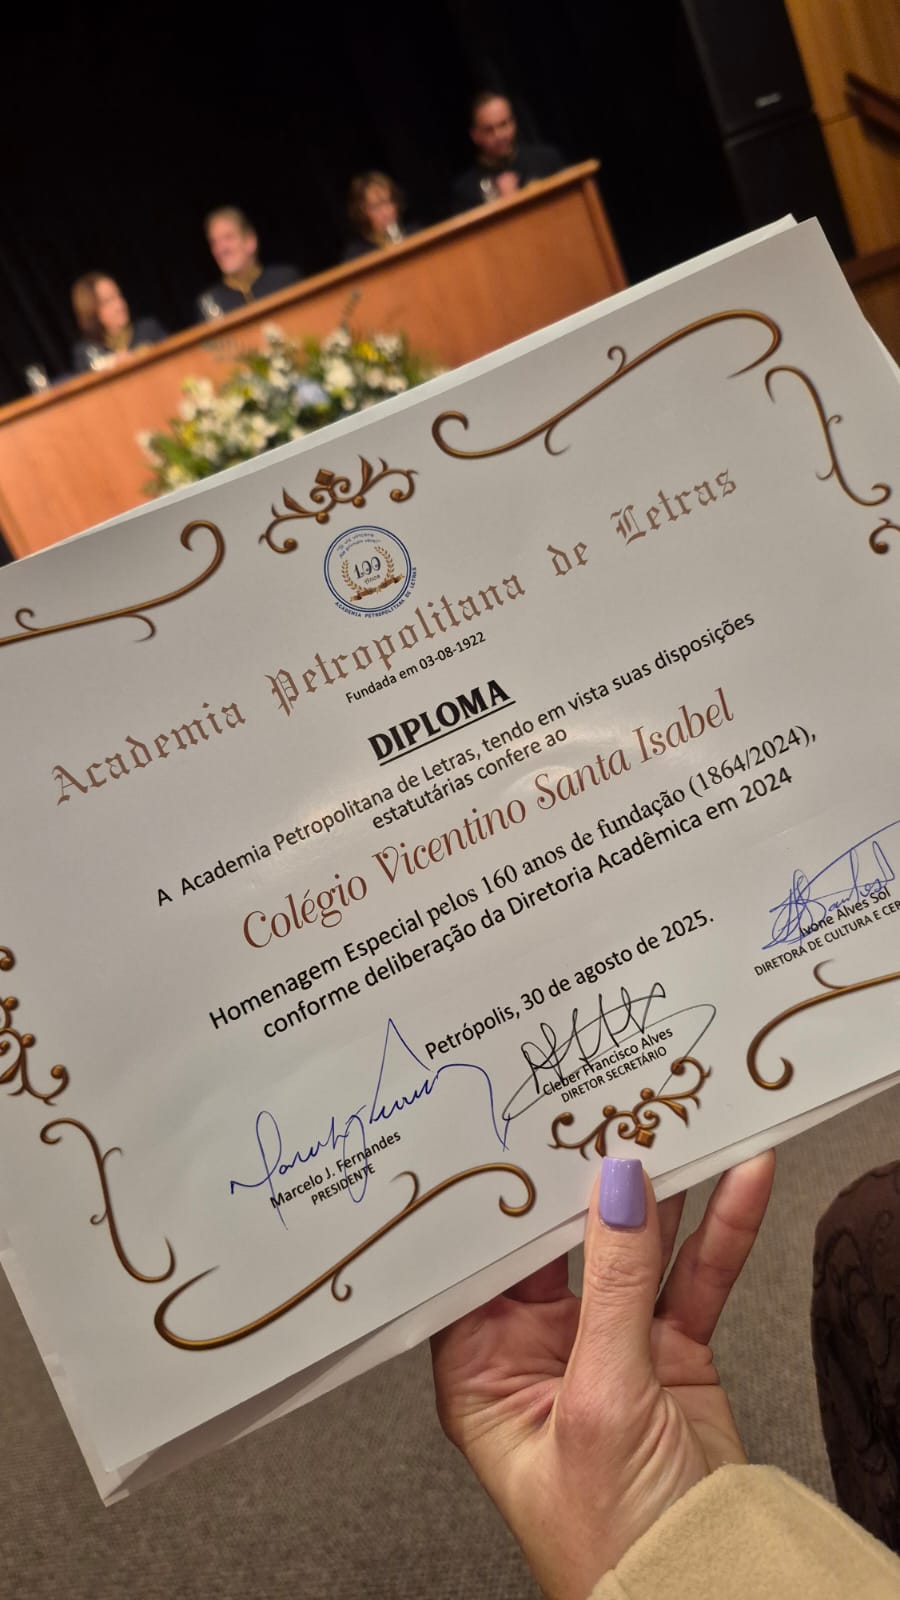 100
Anos
ACADEMIA PETROPOLITANA DE LETRAS
Academia Petropolitana de Letras
Fundada em 03-08-1922
DIPLOMA
A Academia Petropolitana de Letras, tendo em vista suas disposições
estatutárias confere ao
Colégio Vicentino Santa Isabel
Homenagem Especial pelos 160 anos de fundação (1864/2024),
conforme deliberação da Diretoria Acadêmica em 2024
Petrópolis, 30 de agosto de 2025.
Marcelo J. Fernandes
PRESIDENTE
Cleber Francisco Alves
DIRETOR SECRETÁRIO
Ivone Alves Sol
DIRETORA DE CULTURA E CER